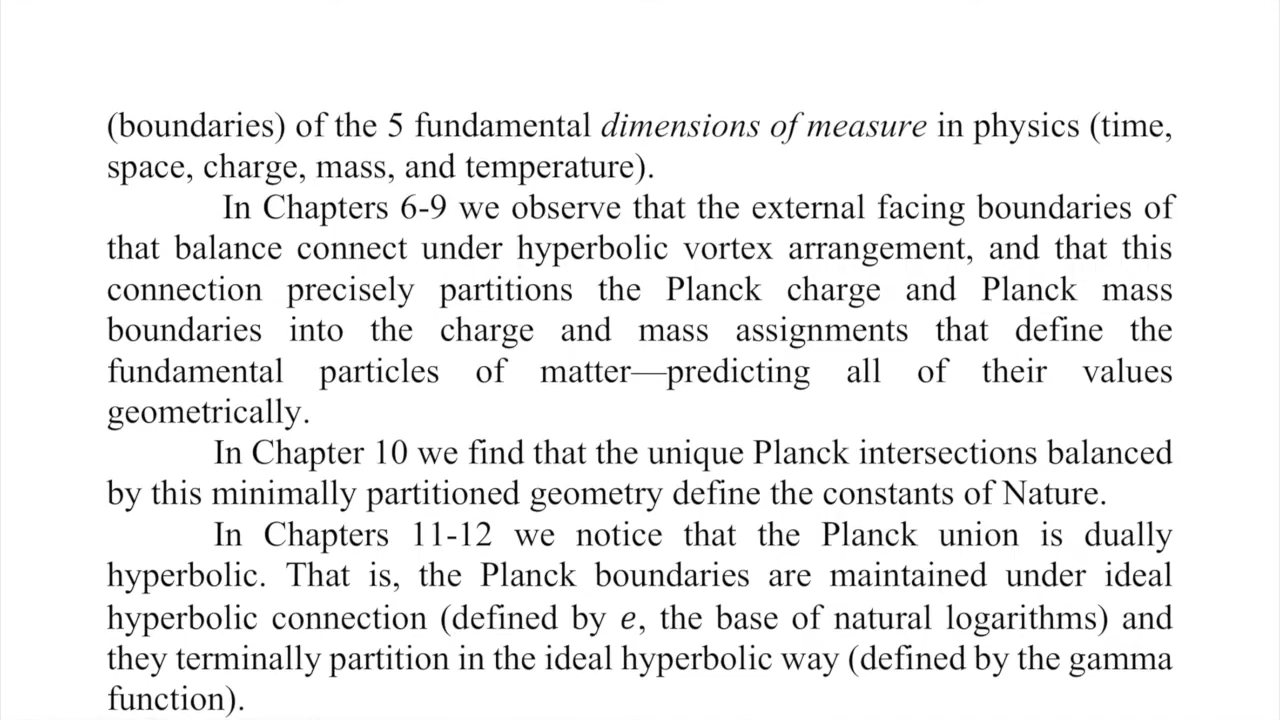 (boundaries) of the 5 fundamental dimensions of measure in physics (time,
space, charge, mass, and temperature).
In Chapters 6-9 we observe that the external facing boundaries of
that balance connect under hyperbolic vortex arrangement, and that this
connection precisely partitions the Planck charge and Planck mass
boundaries into the charge and mass assignments that define the
fundamental particles of matter—predicting all of their values
geometrically.
In Chapter 10 we find that the unique Planck intersections balanced
by this minimally partitioned geometry define the constants of Nature.
In Chapters 11-12 we notice that the Planck union is dually
hyperbolic. That is, the Planck boundaries are maintained under ideal
hyperbolic connection (defined by e, the base of natural logarithms) and
they terminally partition in the ideal hyperbolic way (defined by the gamma
function).